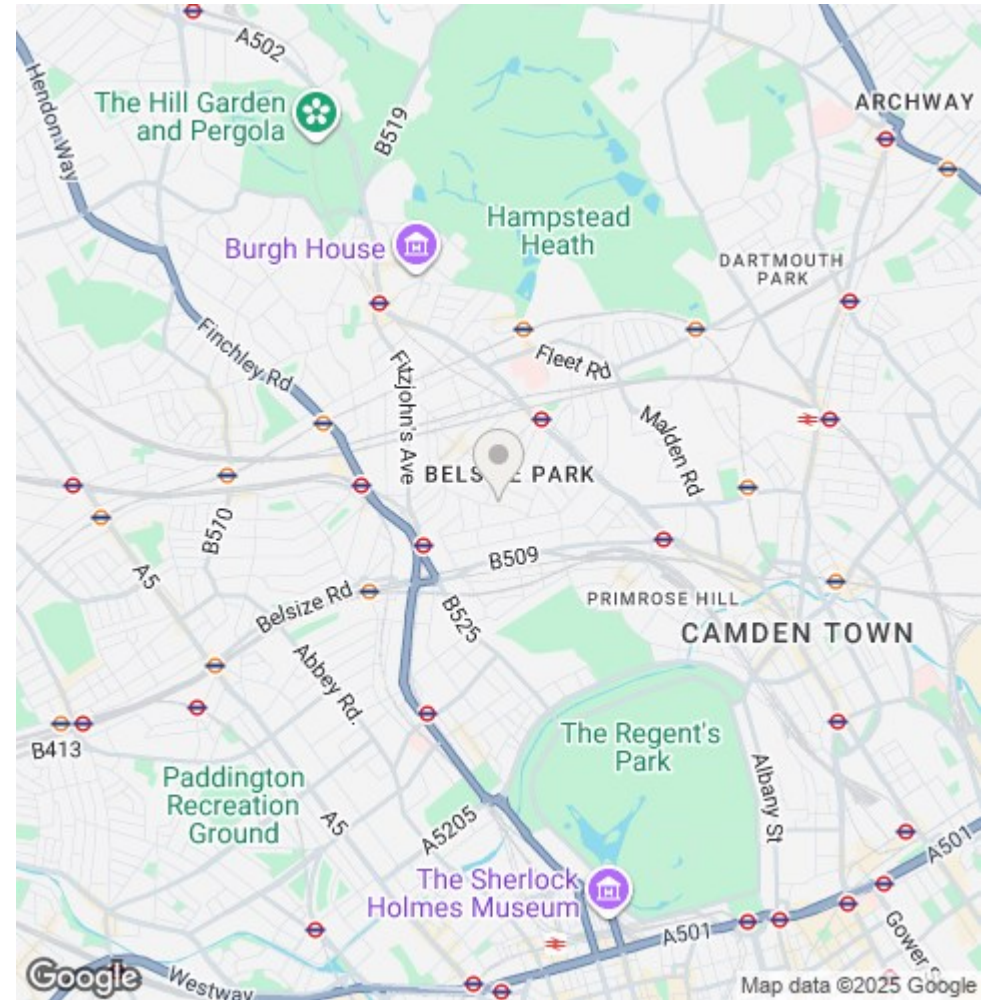 A502
The Hill Garden
and Pergola
B519
ARCHWAY
Hendon Way
Hampstead
Heath
Burgh House
DARTMOUTH
PARK
Finchley Rd
Fitzjohn's Ave
Fleet Rd
Malden Rd
PARK
B510
B509
A5
Belsize Rd
B525
PRIMROSE HILL
CAMDEN TOWN
Abbey Rd.
B413
The Regent's
Park
Albany St
Paddington
Recreation
Ground
A5
A5205
A501
The Sherlock
Holmes Museum
A501
Gower S
Westway
Google
Map data ©2025 Google